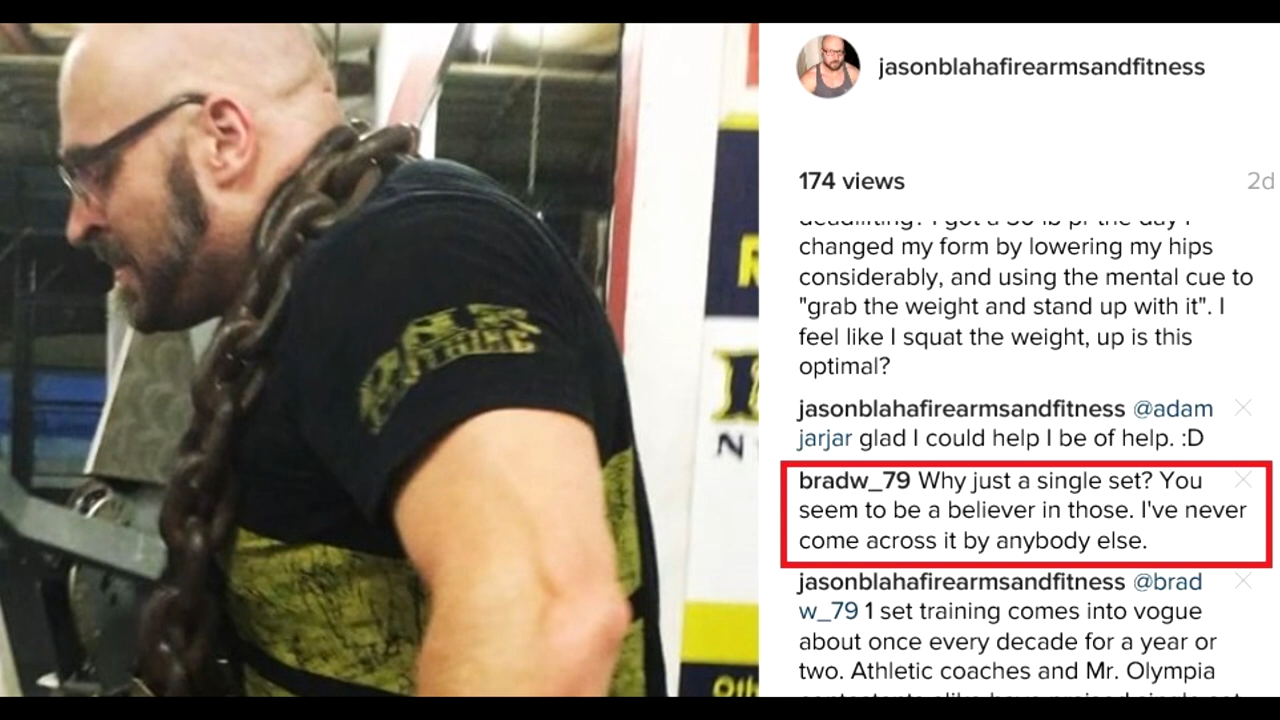 jasonblahafirearmsandfitness
174 views
2d
changed my form by lowering my hips
considerably, and using the mental cue to
"grab the weight and stand up with it". I
feel like I squat the weight, up is this
optimal?
jasonblahafirearmsandfitness @adam
jarjar glad I could help I be of help. :D
bradw_79 Why just a single set? You
seem to be a believer in those. I've never
come across it by anybody else.
jasonblahafirearmsandfitness @brad
w_79 1 set training comes into vogue
about once every decade for a year or
two. Athletic coaches and Mr. Olympia